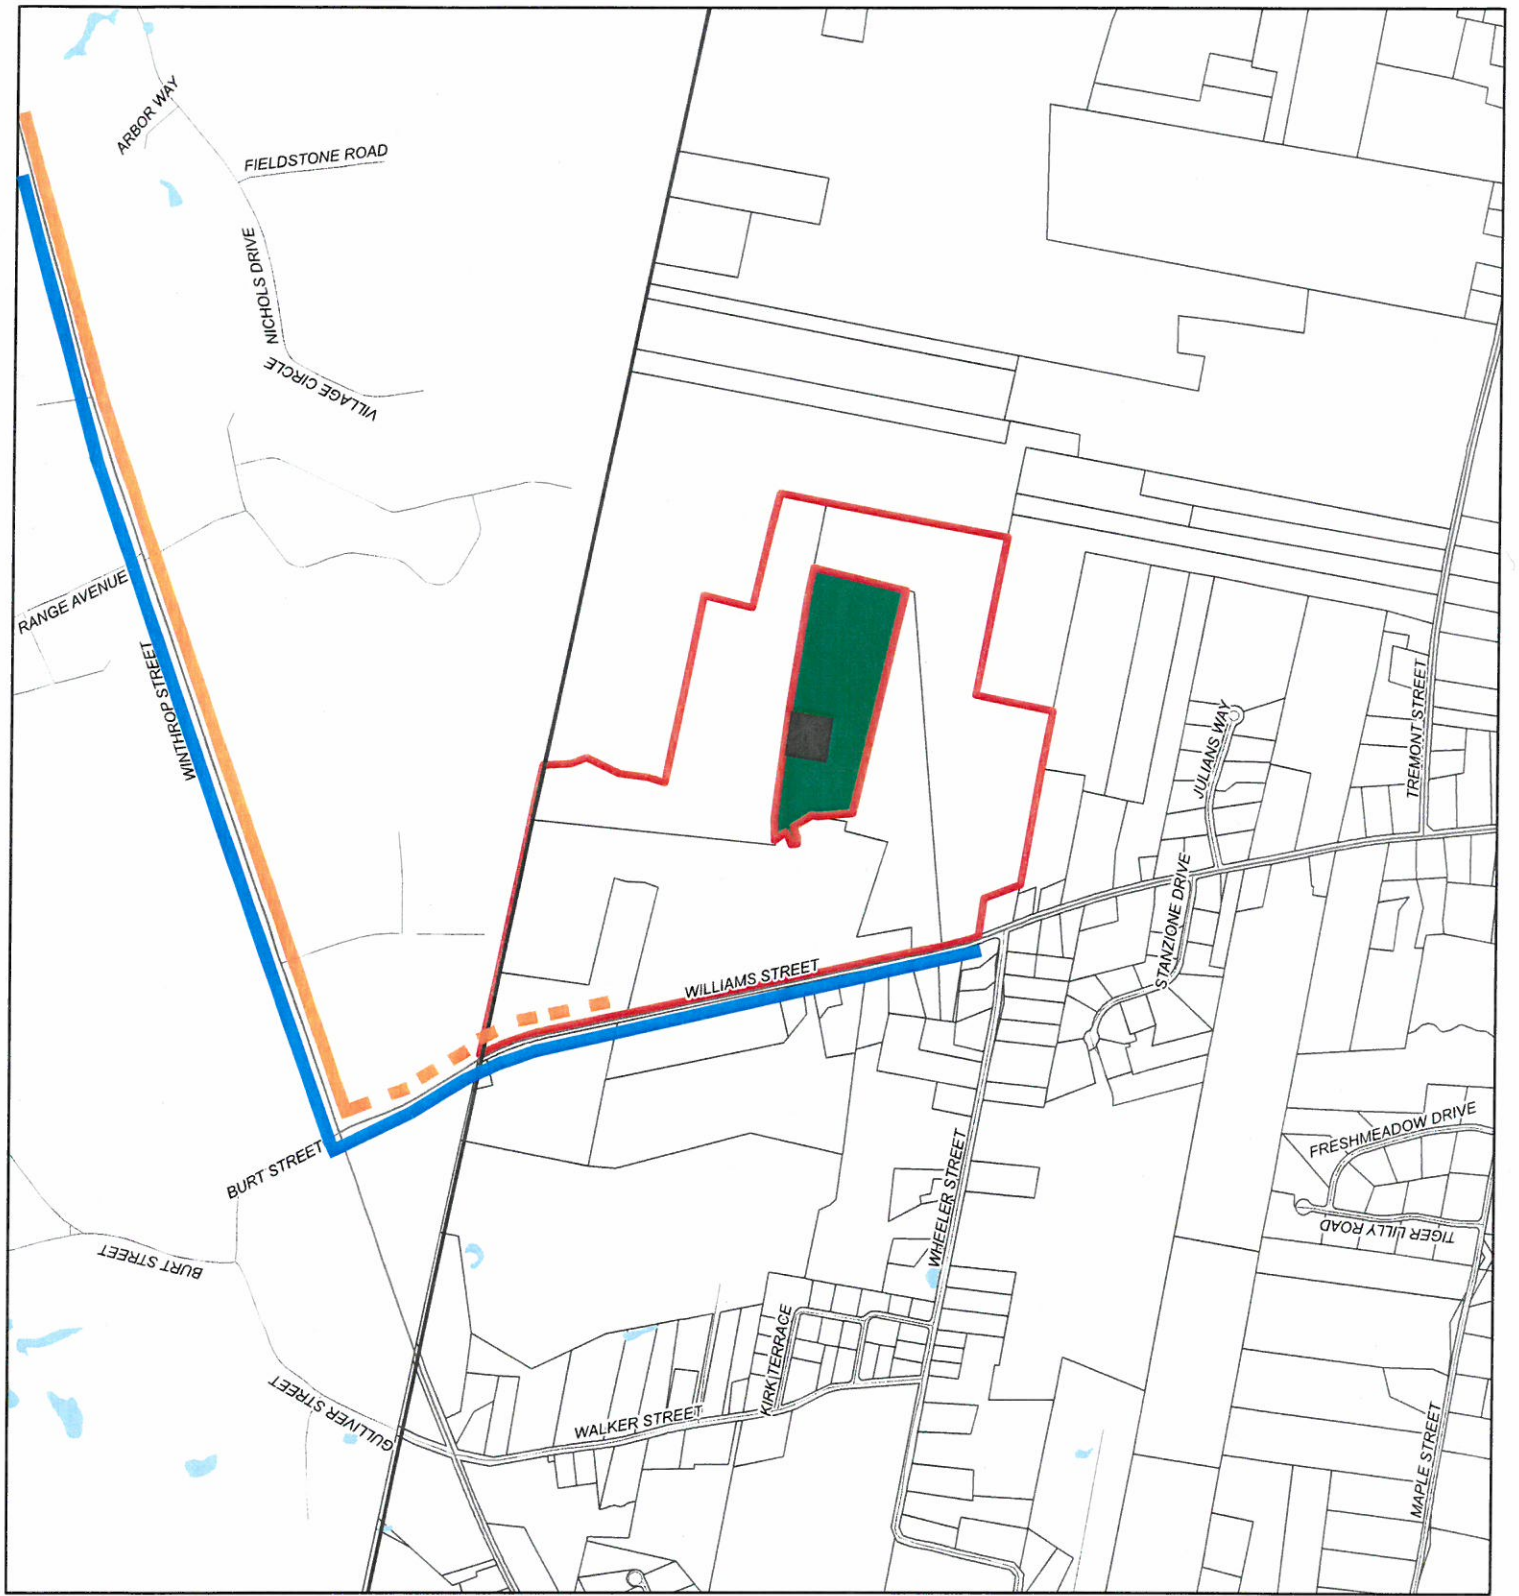 ARBOR WAY
FIELDSTONE ROAD
NICHOLS DRIVE
VILLAGE CIRCLE
RANGE AVENUE
WINTHROP STREET
TREMONT STREET
JULIANS WAY
STANZIONE DRIVE
WILLIAMS STREET
BURT STREET
FRESHMEADOW DRIVE
WHEELER STREET
TIGER LILLY ROAD
BURT STREET
KIRK TERRACE
GULLIVER STREET
WALKER STREET
MAPLE STREET